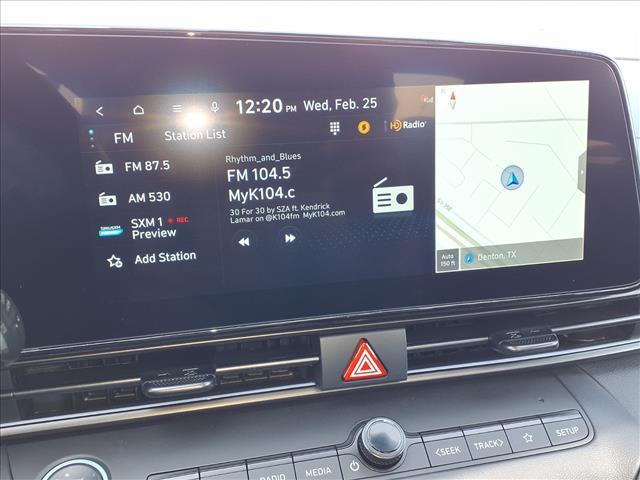 12:20 PM Wed, Feb. 25
FM
Station List
HD Radio
FM 87.5
AM 530
SXM 1 REC
Preview
Add Station
Rhythm_and_Blues
FM 104.5
MyK104.c
30 For 30 by SZA ft. Kendrick
Lamar on @K104fm MyK104.com
N
Auto
150 ft
Denton, TX
RADIO
MEDIA
<SEEK
TRACK>
SETUP